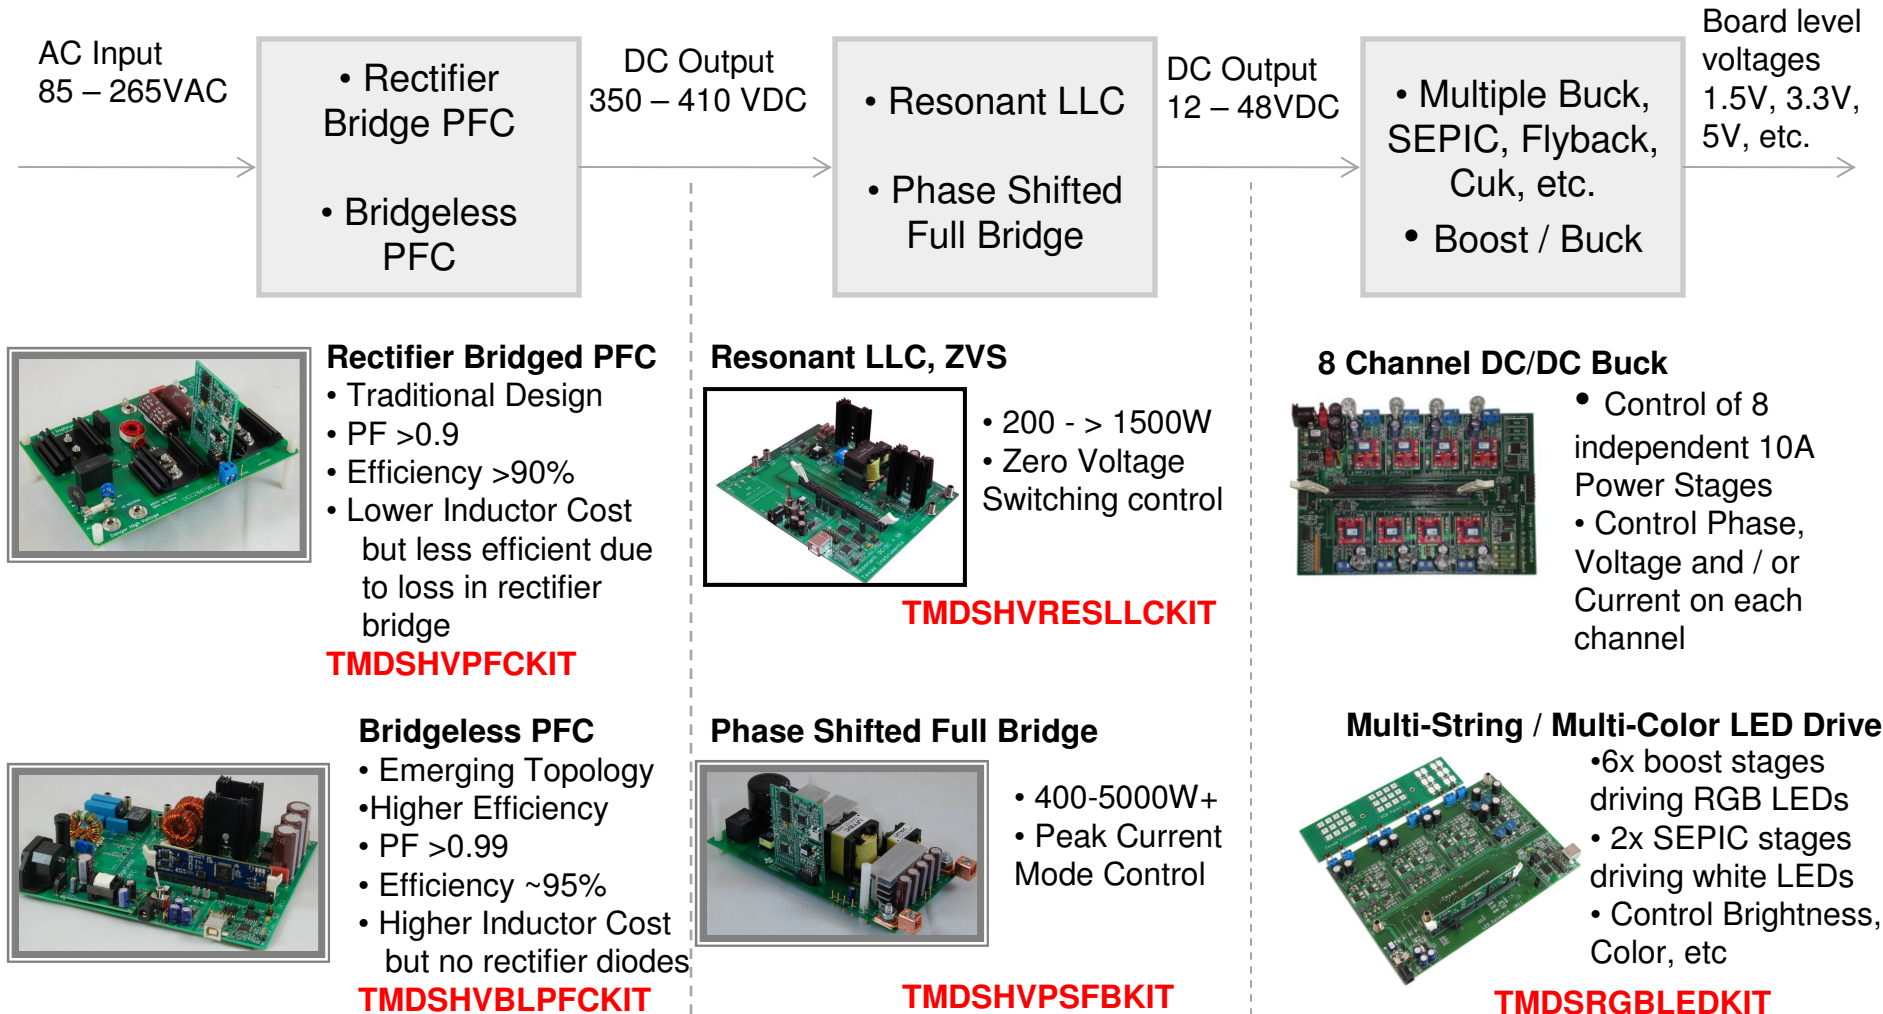 AC Input
85 – 265VAC
• Rectifier
Bridge PFC
• Bridgeless
PFC
DC Output
350 – 410 VDC
• Resonant LLC
• Phase Shifted
Full Bridge
DC Output
12 – 48VDC
• Multiple Buck,
SEPIC, Flyback,
Cuk, etc.
• Boost / Buck
Board level
voltages
1.5V, 3.3V,
5V, etc.
Rectifier Bridged PFC
• Traditional Design
• PF >0.9
• Efficiency >90%
• Lower Inductor Cost
but less efficient due
to loss in rectifier
bridge
TMDSHVPFCKIT
Bridgeless PFC
• Emerging Topology
•Higher Efficiency
• PF >0.99
• Efficiency ~95%
• Higher Inductor Cost
but no rectifier diodes
TMDSHVBLPFCKIT
Resonant LLC, ZVS
• 200 - > 1500W
• Zero Voltage
Switching control
TMDSHVRESLLCKIT
Phase Shifted Full Bridge
• 400-5000W+
• Peak Current
Mode Control
TMDSHVPSFBKIT
8 Channel DC/DC Buck
• Control of 8
independent 10A
Power Stages
• Control Phase,
Voltage and / or
Current on each
channel
Multi-String / Multi-Color LED Drive
•6x boost stages
driving RGB LEDs
• 2x SEPIC stages
driving white LEDs
• Control Brightness,
Color, etc
TMDSRGBLEDKIT